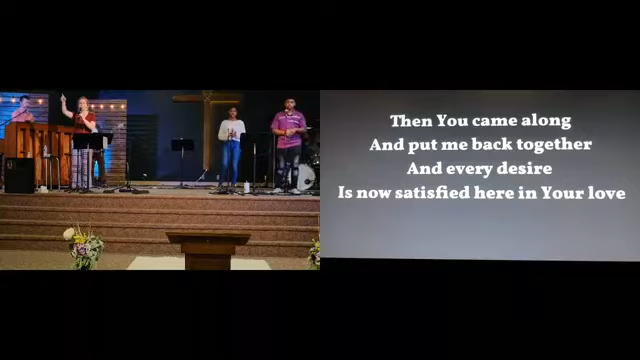 Then You came along
And put me back together
And every desire
Is now satisfied here in Your love